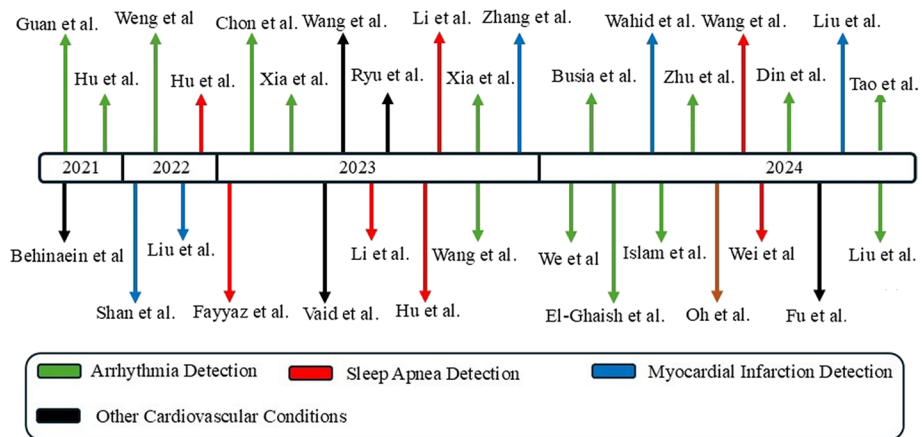 Guan et al.
Weng et al
Chon et al.
Wang et al.
Li et al.
Zhang et al.
Wahid et al.
Wang et al.
Liu et al.
Hu et al.
Hu et al.
Xia et al.
Ryu et al.
Xia et al.
Busia et al.
Zhu et al.
Din et al.
Tao et al.
2021
2022
2023
2024
Behinaein et al
Liu et al.
Li et al.
Wang et al.
We et al
Islam et al.
Wei et al
Liu et al.
Shan et al.
Fayyaz et al.
Vaid et al.
Hu et al.
El-Ghaish et al.
Oh et al.
Fu et al.
Arrhythmia Detection
Sleep Apnea Detection
Myocardial Infarction Detection
Other Cardiovascular Conditions